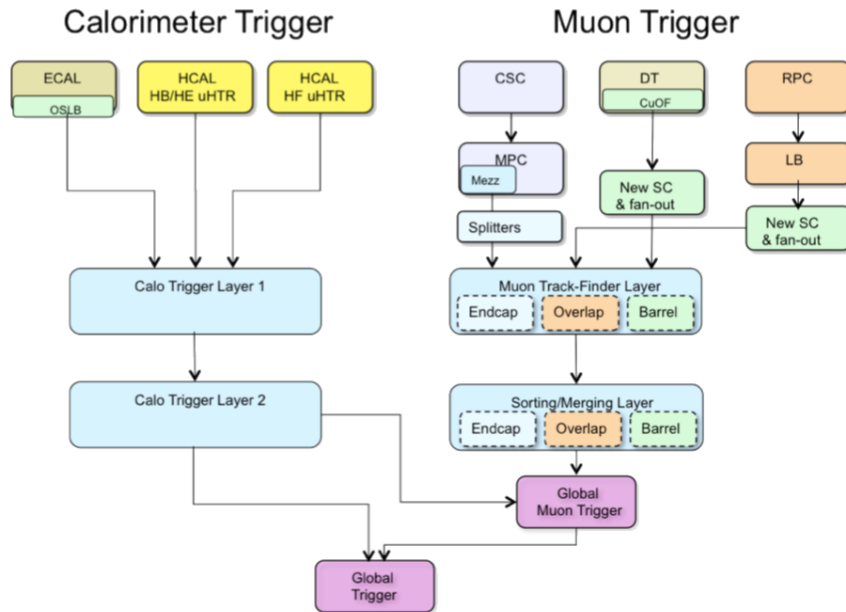 Calorimeter Trigger
Muon Trigger
ECAL
OSLB
HCAL
HB/HE uHTR
HCAL
HF uHTR
CSC
DT
CuOF
RPC
MPC
Mezz
LB
New SC
& fan-out
Splitters
New SC
& fan-out
Calo Trigger Layer 1
Muon Track-Finder Layer
Endcap
Overlap
Barrel
Calo Trigger Layer 2
Sorting/Merging Layer
Endcap
Overlap
Barrel
Global
Muon Trigger
Global
Trigger